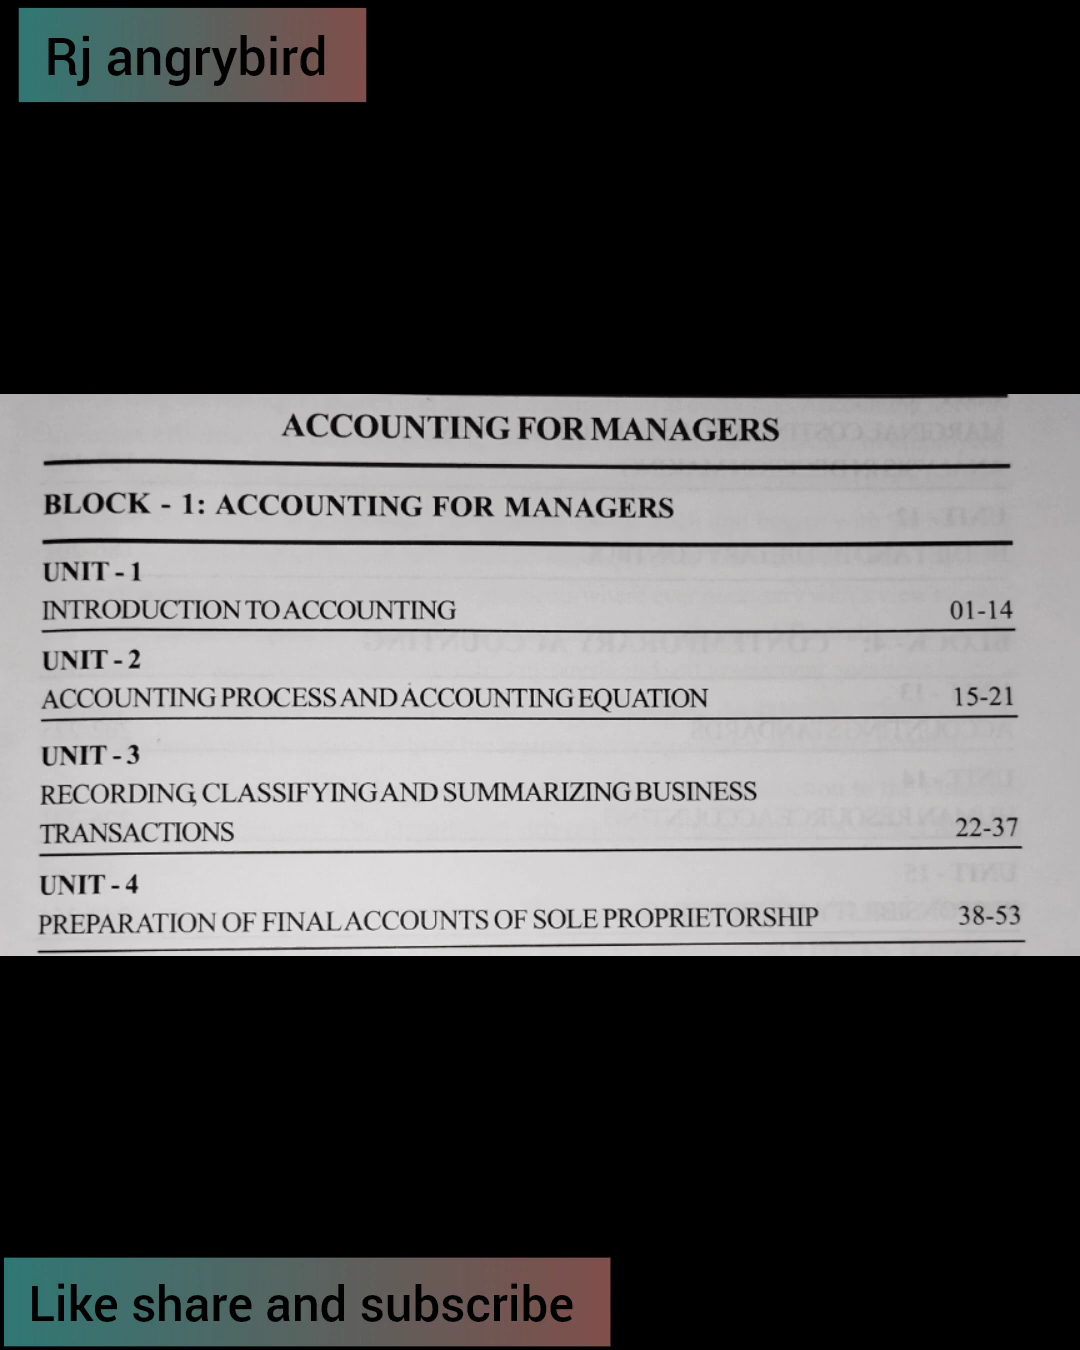 Rj angrybird
ACCOUNTING FOR MANAGERS
BLOCK - 1: ACCOUNTING FOR MANAGERS
UNIT - 1
INTRODUCTION TO ACCOUNTING 01-14
UNIT - 2
ACCOUNTING PROCESS AND ACCOUNTING EQUATION 15-21
UNIT - 3
RECORDING, CLASSIFYING AND SUMMARIZING BUSINESS
TRANSACTIONS 22-37
UNIT - 4
PREPARATION OF FINAL ACCOUNTS OF SOLE PROPRIETORSHIP 38-53
Like share and subscribe